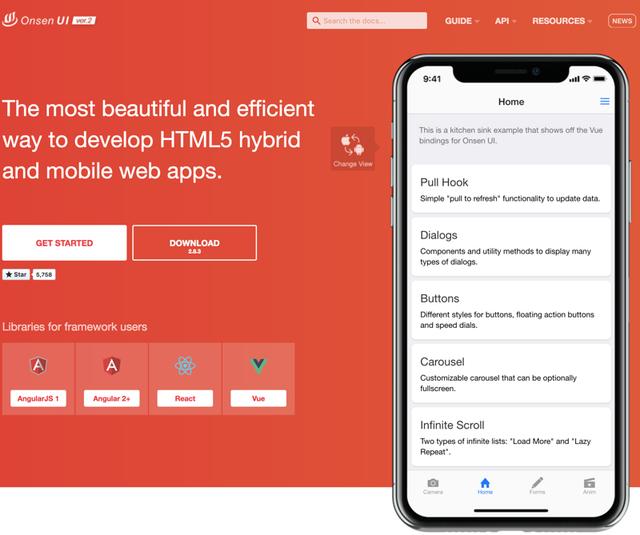 Onsen UI ver.2
Search the docs...
GUIDE
API
RESOURCES
NEWS
The most beautiful and efficient
way to develop HTML5 hybrid
and mobile web apps.
Change View
GET STARTED
DOWNLOAD
2.8.3
Star
5,758
Libraries for framework users
AngularJS 1
Angular 2+
React
Vue
9:41
Home
This is a kitchen sink example that shows off the Vue
bindings for Onsen UI.
Pull Hook
Simple "pull to refresh" functionality to update data.
Dialogs
Components and utility methods to display many
types of dialogs.
Buttons
Different styles for buttons, floating action buttons
and speed dials.
Carousel
Customizable carousel that can be optionally
fullscreen.
Infinite Scroll
Two types of infinite lists: "Load More" and "Lazy
Repeat".
Camera
Home
Forms
Anim